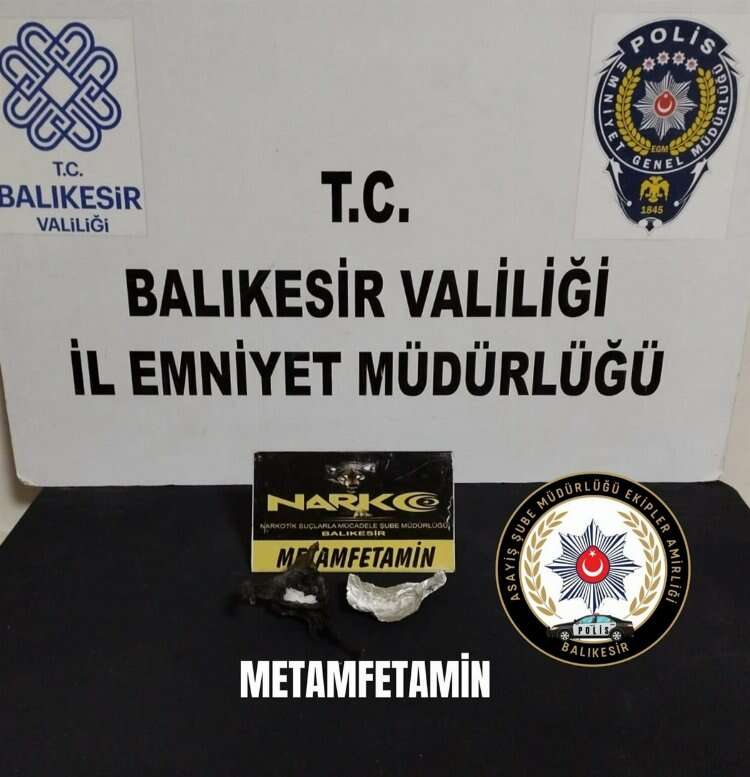 T.C.
BALIKESİR
VALİLİĞİ
POLİS
EMNİYET GENEL MÜDÜRLÜĞÜ
EGM
1845
T.C.
BALIKESİR VALİLİĞİ
İL EMNİYET MÜDÜRLÜĞÜ
NARKO
NARKOTİK SUÇLARLA MÜCADELE ŞUBE MÜDÜRLÜĞÜ
BALIKESİR
METAMFETAMİN
ASAYİŞ ŞUBE MÜDÜRLÜĞÜ EKİPLER AMİRLİĞİ
POLİS
BALIKESİR
METAMFETAMİN